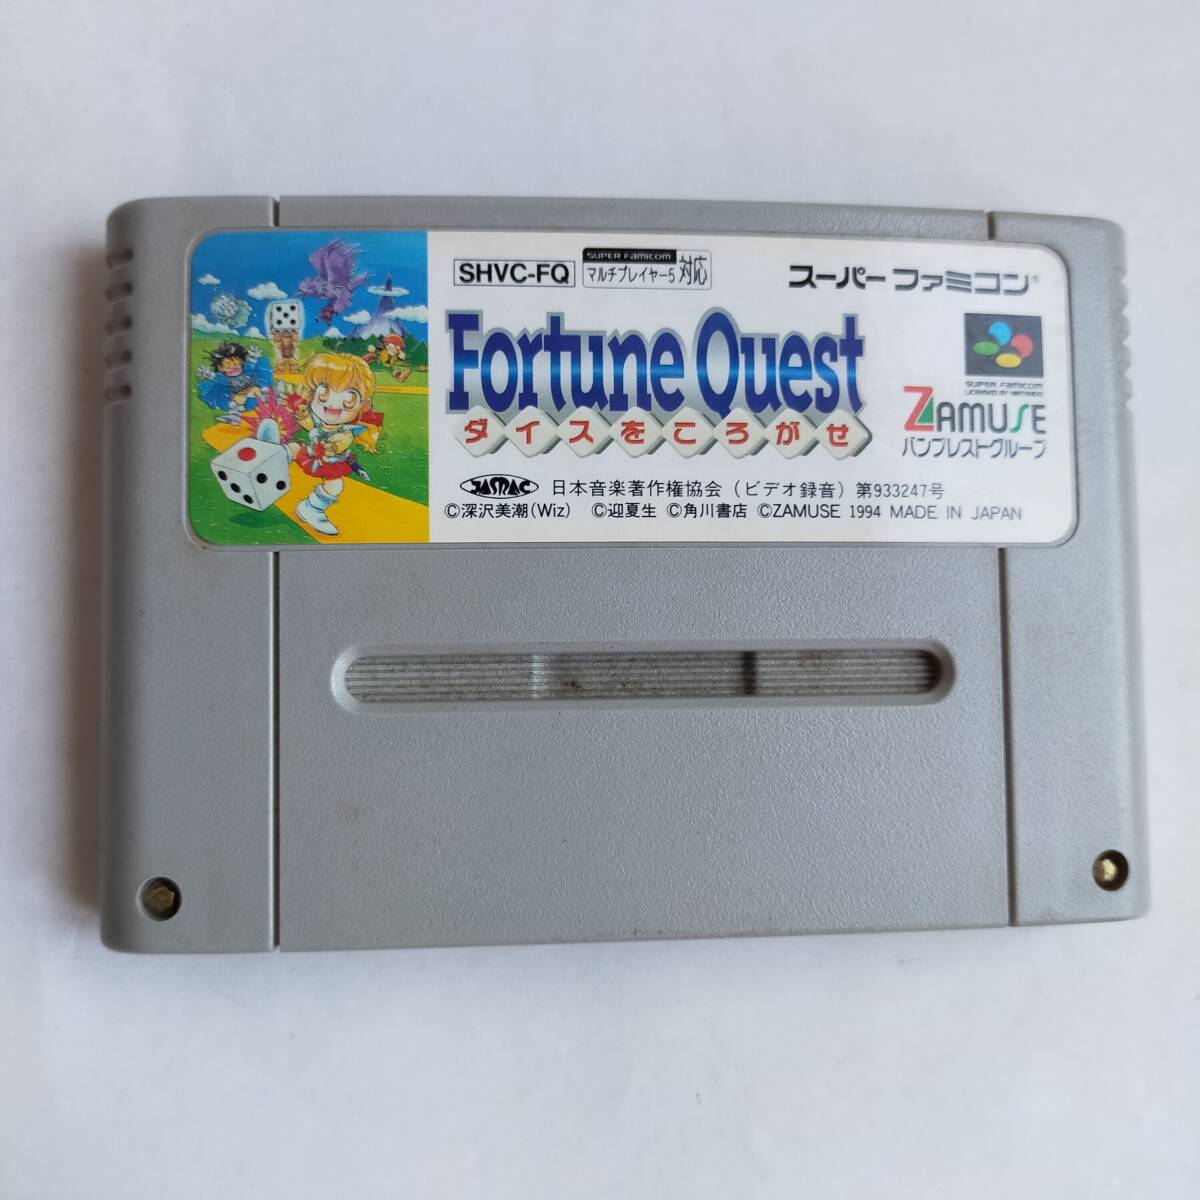 SHVC-FQ
SUPER FAMICOM
マルチプレイヤー5 対応
スーパーファミコン®
Fortune Quest
ダイスをころがせ
SUPER FAMICOM
LICENSED BY NINTENDO
ZAMUSE
バンプレストグループ
JASRAC 日本音楽著作権協会(ビデオ録音)第933247号
©深沢美潮(Wiz) ©迎夏生 ©角川書店 ©ZAMUSE 1994 MADE IN JAPAN